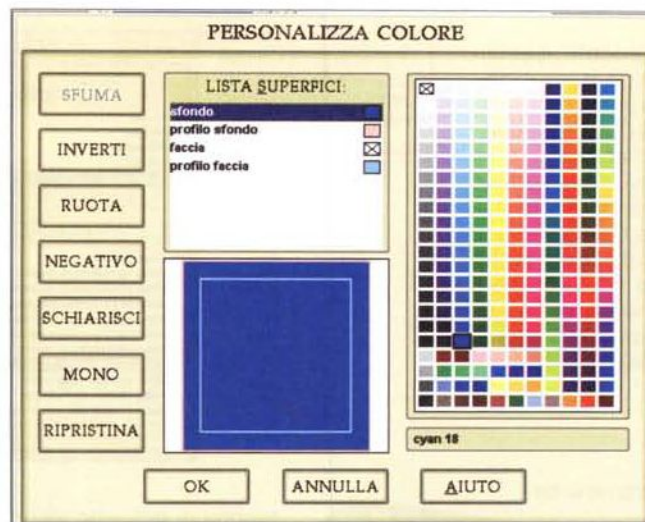 PERSONALIZZA COLORE
SFUMA
INVERTI
RUOTA
NEGATIVO
SCHIARISCI
MONO
RIPRISTINA
LISTA SUPERFICI:
sfondo
profilo sfondo
faccia
profilo faccia
cyan 18
OK
ANNULLA
AIUTO